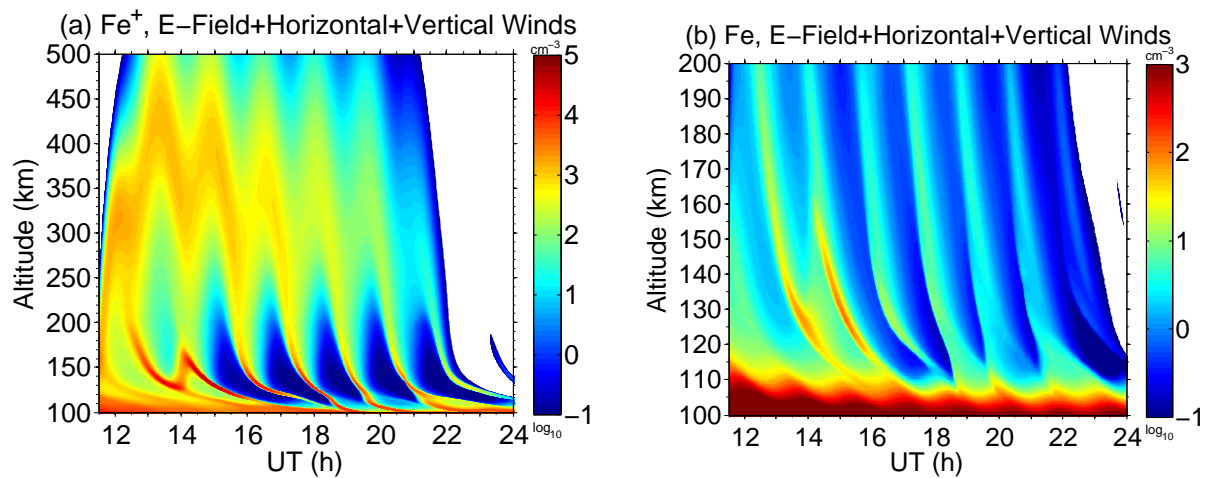 (a) Fe⁺, E−Field+Horizontal+Vertical Winds
cm⁻³
500
450
400
350
300
250
200
150
100
Altitude (km)
12 14 16 18 20 22 24
UT (h)
5
4
3
2
1
0
−1
log₁₀
(b) Fe, E−Field+Horizontal+Vertical Winds
cm⁻³
200
190
180
170
160
150
140
130
120
110
100
Altitude (km)
12 14 16 18 20 22 24
UT (h)
3
2
1
0
−1
log₁₀